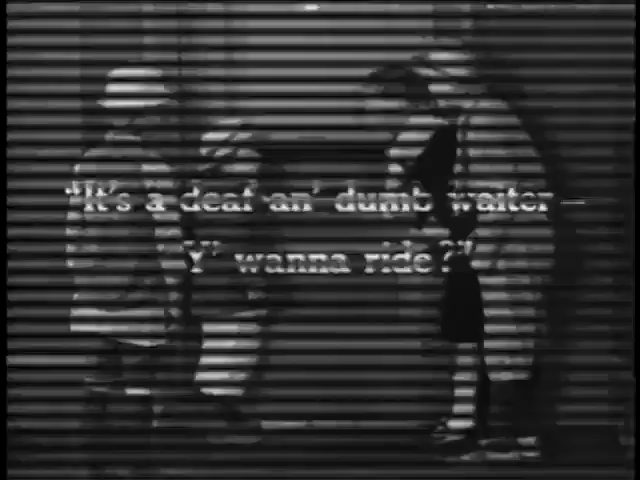 "It's a deaf an' dumb waiter —
Y' wanna ride?"